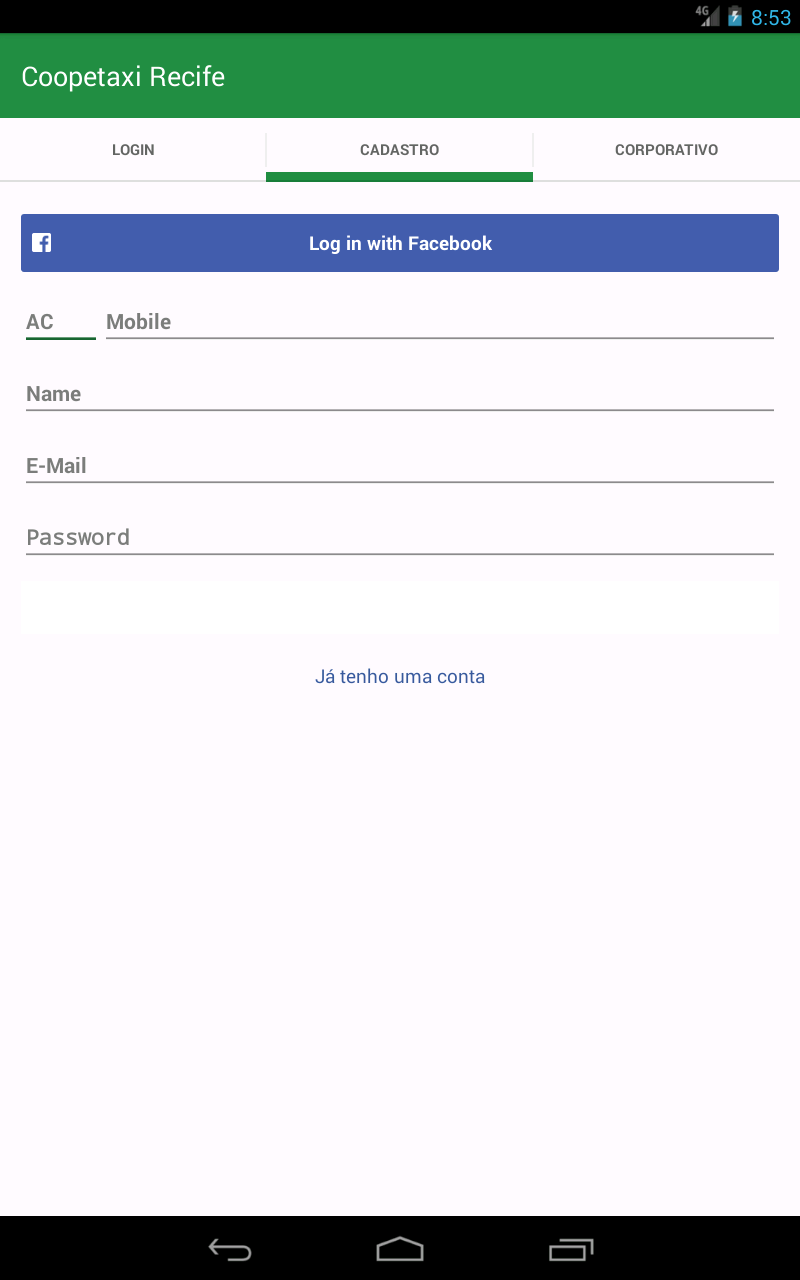 4G 8:53
Coopetaxi Recife
LOGIN CADASTRO CORPORATIVO
Log in with Facebook
AC Mobile
Name
E-Mail
Password
Já tenho uma conta